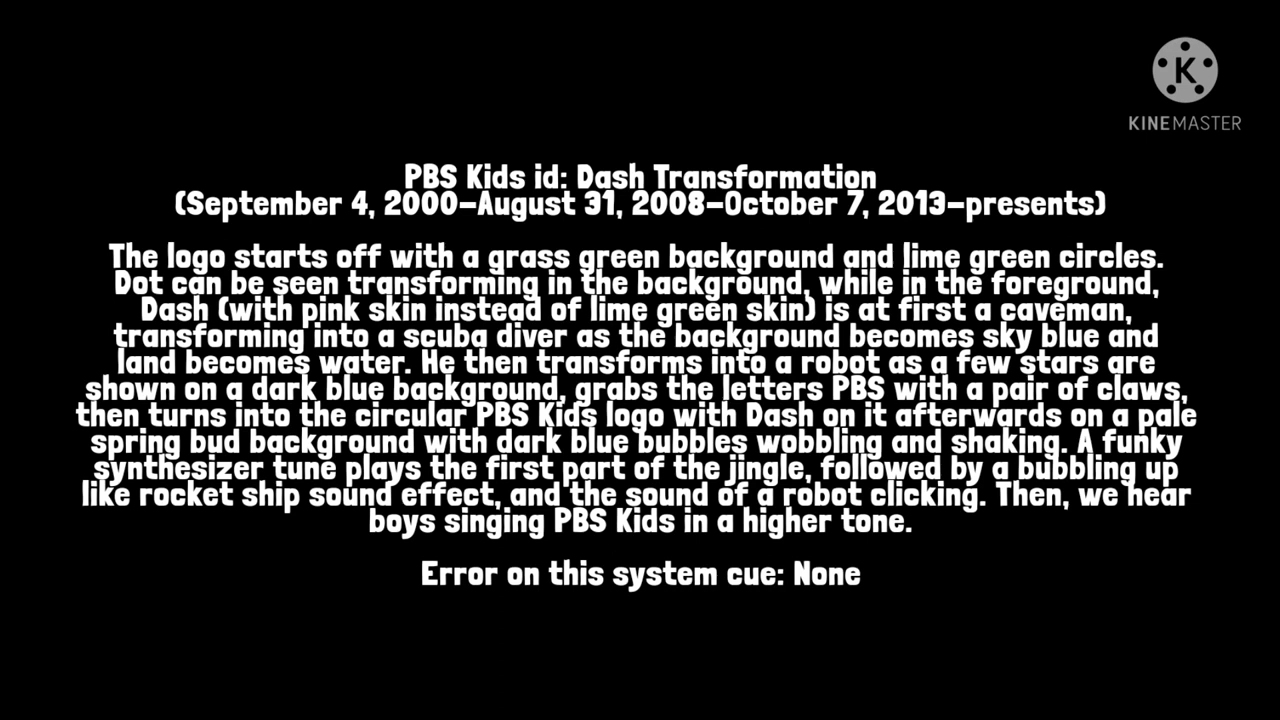 KINEMASTER
PBS Kids id: Dash Transformation
(September 4, 2000-August 31, 2008-October 7, 2013-presents)
The logo starts off with a grass green background and lime green circles.
Dot can be seen transforming in the background, while in the foreground,
Dash (with pink skin instead of lime green skin) is at first a caveman,
transforming into a scuba diver as the background becomes sky blue and
land becomes water. He then transforms into a robot as a few stars are
shown on a dark blue background, grabs the letters PBS with a pair of claws,
then turns into the circular PBS Kids logo with Dash on it afterwards on a pale
spring bud background with dark blue bubbles wobbling and shaking. A funky
synthesizer tune plays the first part of the jingle, followed by a bubbling up
like rocket ship sound effect, and the sound of a robot clicking. Then, we hear
boys singing PBS Kids in a higher tone.
Error on this system cue: None